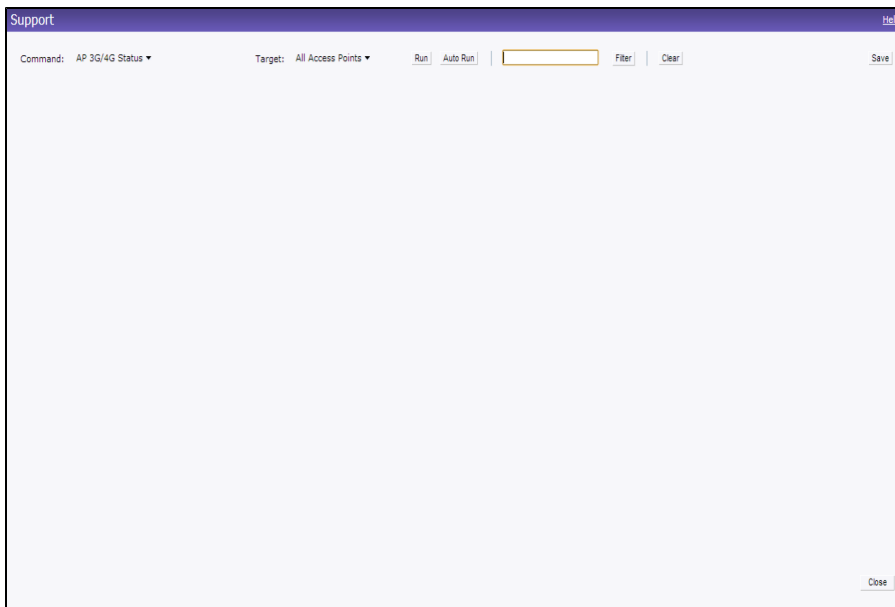 Support
Hel
Command: AP 3G/4G Status Target: All Access Points Run Auto Run Filter Clear Save
Close